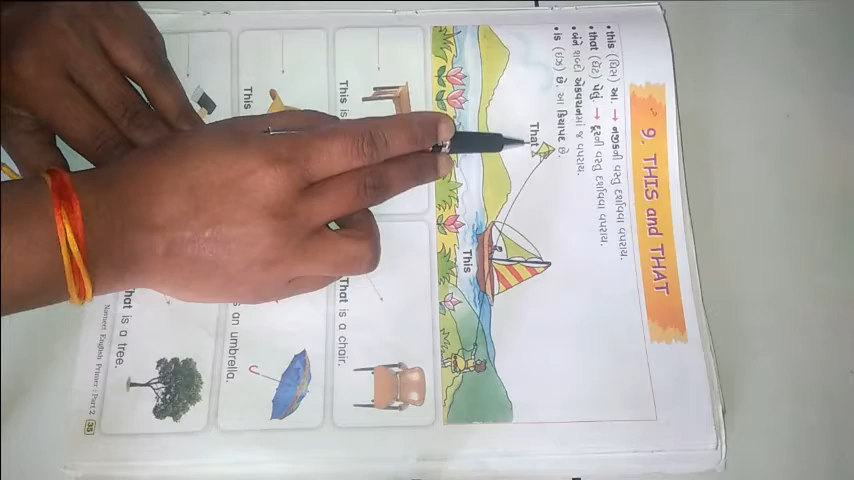 9. THIS and THAT
• this (ધિસ) આ. → નજીકની વસ્તુ દર્શાવવા વપરાય.
• that (ધૅટ) પેલું. → દૂરની વસ્તુ દર્શાવવા વપરાય.
• બંને શબ્દો એકવચનમાં જ વપરાય.
• is (ઇઝ) છે. આ ક્રિયાપદ છે.
That
This
This is
That is a chair.
This
s an umbrella.
hat is a tree.
Navneet English Primer : Part 2
35